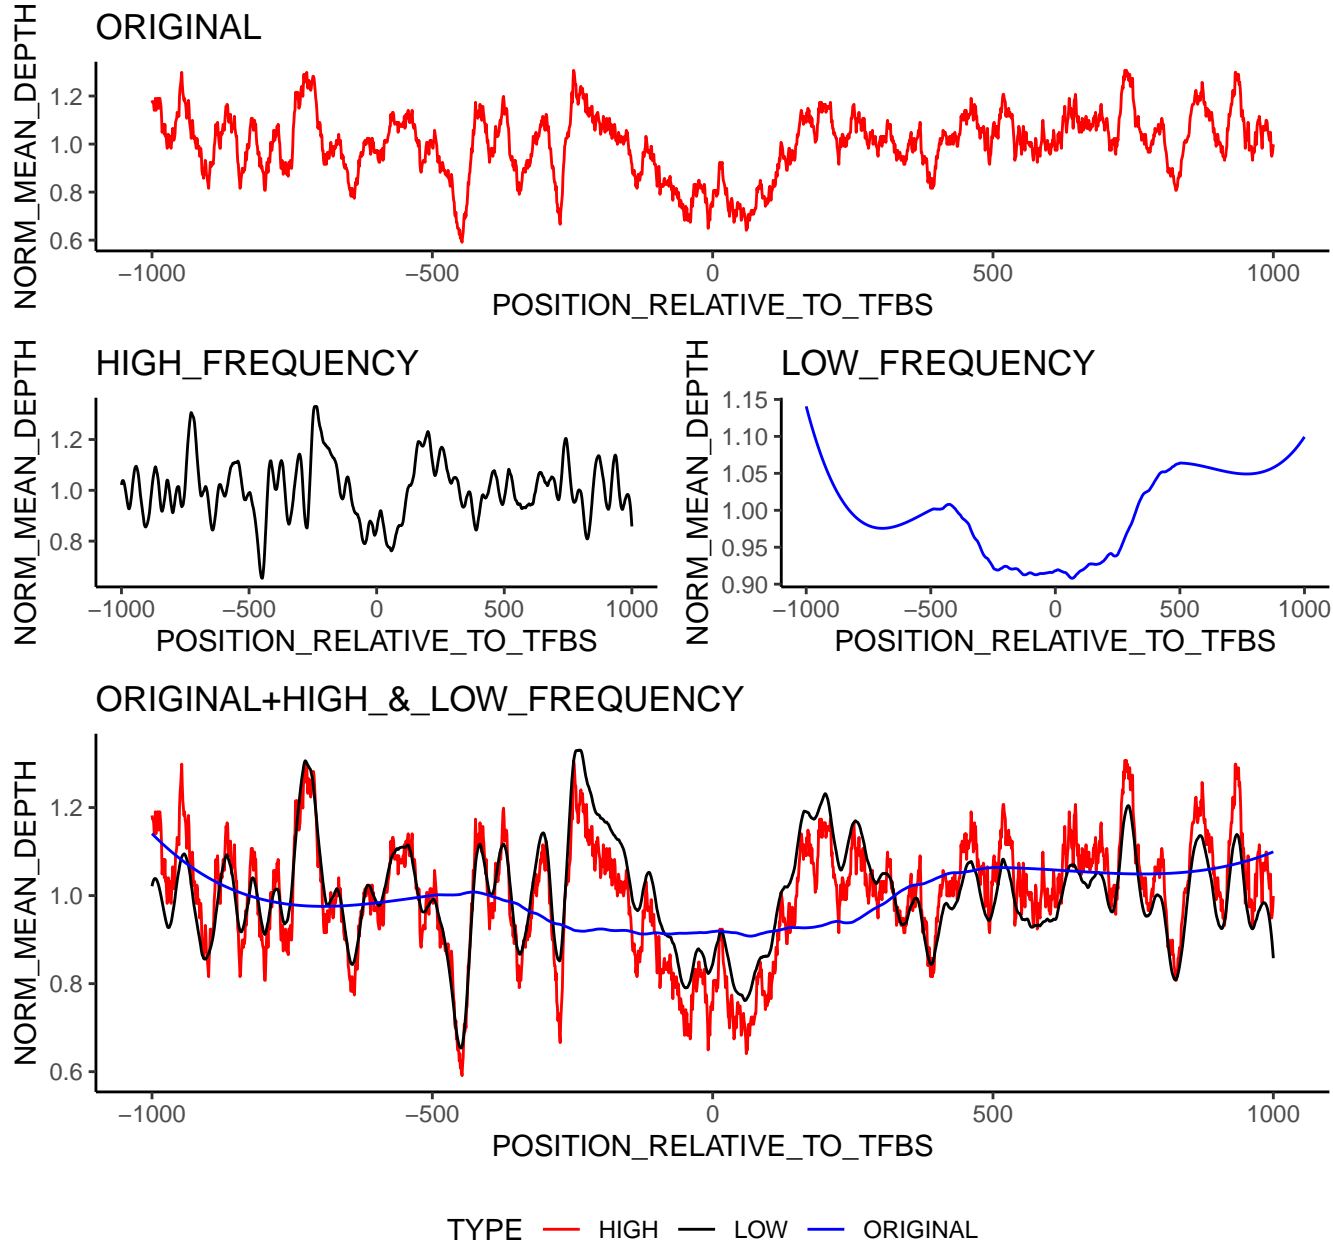 ORIGINAL
NORM_MEAN_DEPTH
1.2
1.0
0.8
0.6
−1000 −500 0 500 1000
POSITION_RELATIVE_TO_TFBS
HIGH_FREQUENCY
NORM_MEAN_DEPTH
1.2
1.0
0.8
−1000 −500 0 500 1000
POSITION_RELATIVE_TO_TFBS
LOW_FREQUENCY
NORM_MEAN_DEPTH
1.15
1.10
1.05
1.00
0.95
0.90
−1000 −500 0 500 1000
POSITION_RELATIVE_TO_TFBS
ORIGINAL+HIGH_&_LOW_FREQUENCY
NORM_MEAN_DEPTH
1.2
1.0
0.8
0.6
−1000 −500 0 500 1000
POSITION_RELATIVE_TO_TFBS
TYPE HIGH LOW ORIGINAL